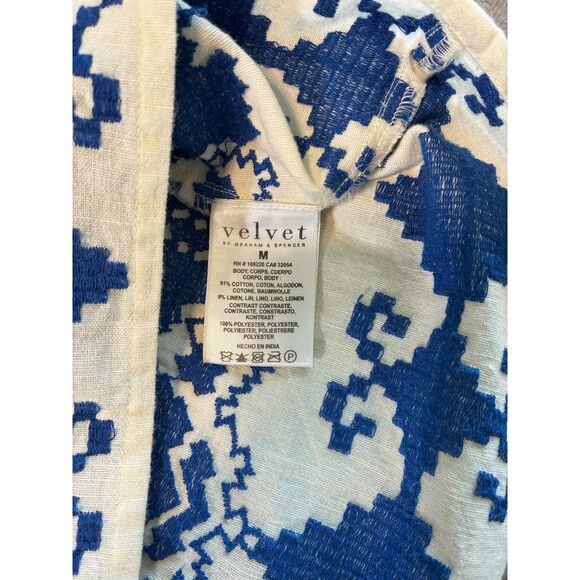 velvet
BY GRAHAM & SPENCER
M
RN # 109220 CA# 32054
BODY, CORPS, CUERPO
CORPO, BODY :
91% COTTON, COTON, ALGODON,
COTONE, BAUMWOLLE
9% LINEN, LIN, LINO, LINO, LEINEN
CONTRAST CONTRASTE,
CONTRASTE, CONSTRASTO,
KONTRAST
100% POLYESTER, POLYESTER,
POLYESTER, POLIESTRERE
POLYESTER
HECHO EN INDIA
P